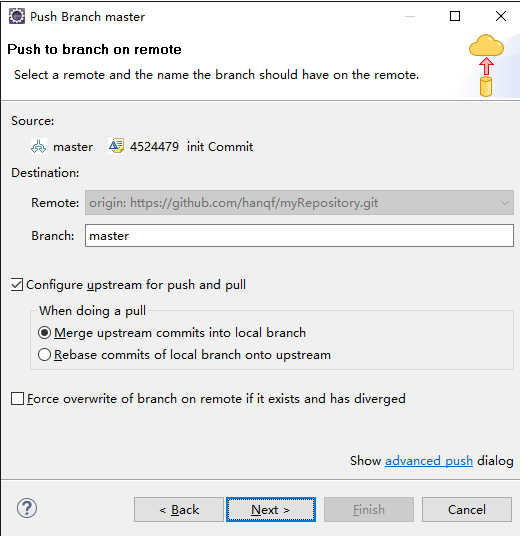 Push Branch master
Push to branch on remote
Select a remote and the name the branch should have on the remote.
Source:
master 4524479 init Commit
Destination:
Remote: origin: https://github.com/hanqf/myRepository.git
Branch: master
Configure upstream for push and pull
When doing a pull
Merge upstream commits into local branch
Rebase commits of local branch onto upstream
Force overwrite of branch on remote if it exists and has diverged
Show advanced push dialog
? < Back Next > Finish Cancel